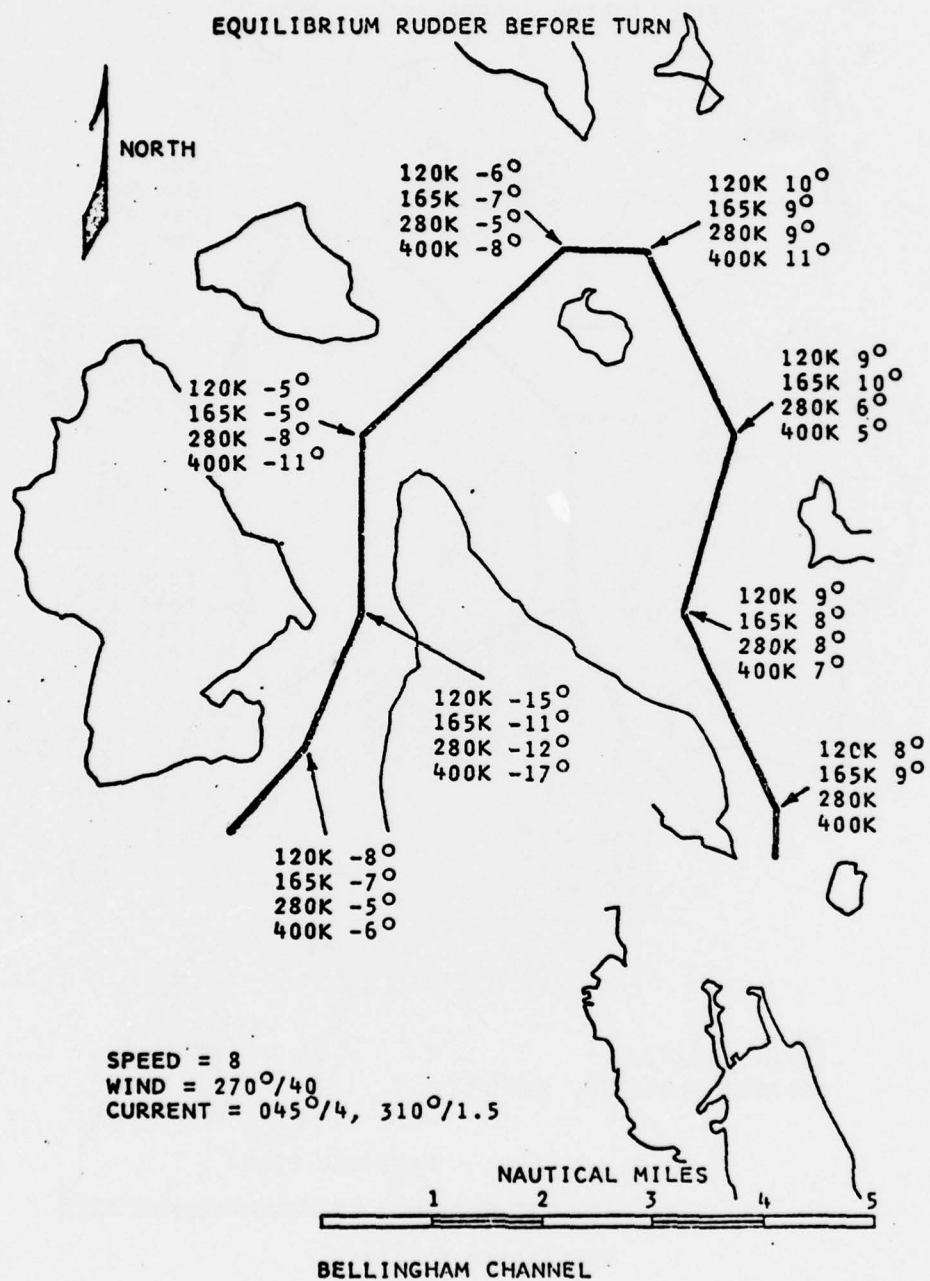 EQUILIBRIUM RUDDER BEFORE TURN
NORTH
120K -6°
165K -7°
280K -5°
400K -8°
120K 10°
165K 9°
280K 9°
400K 11°
120K -5°
165K -5°
280K -8°
400K -11°
120K 9°
165K 10°
280K 6°
400K 5°
120K 9°
165K 8°
280K 8°
400K 7°
120K -15°
165K -11°
280K -12°
400K -17°
12CK 8°
165K 9°
280K
400K
120K -8°
165K -7°
280K -5°
400K -6°
SPEED = 8
WIND = 270°/40
CURRENT = 045°/4, 310°/1.5
NAUTICAL MILES
1 2 3 4 5
BELLINGHAM CHANNEL